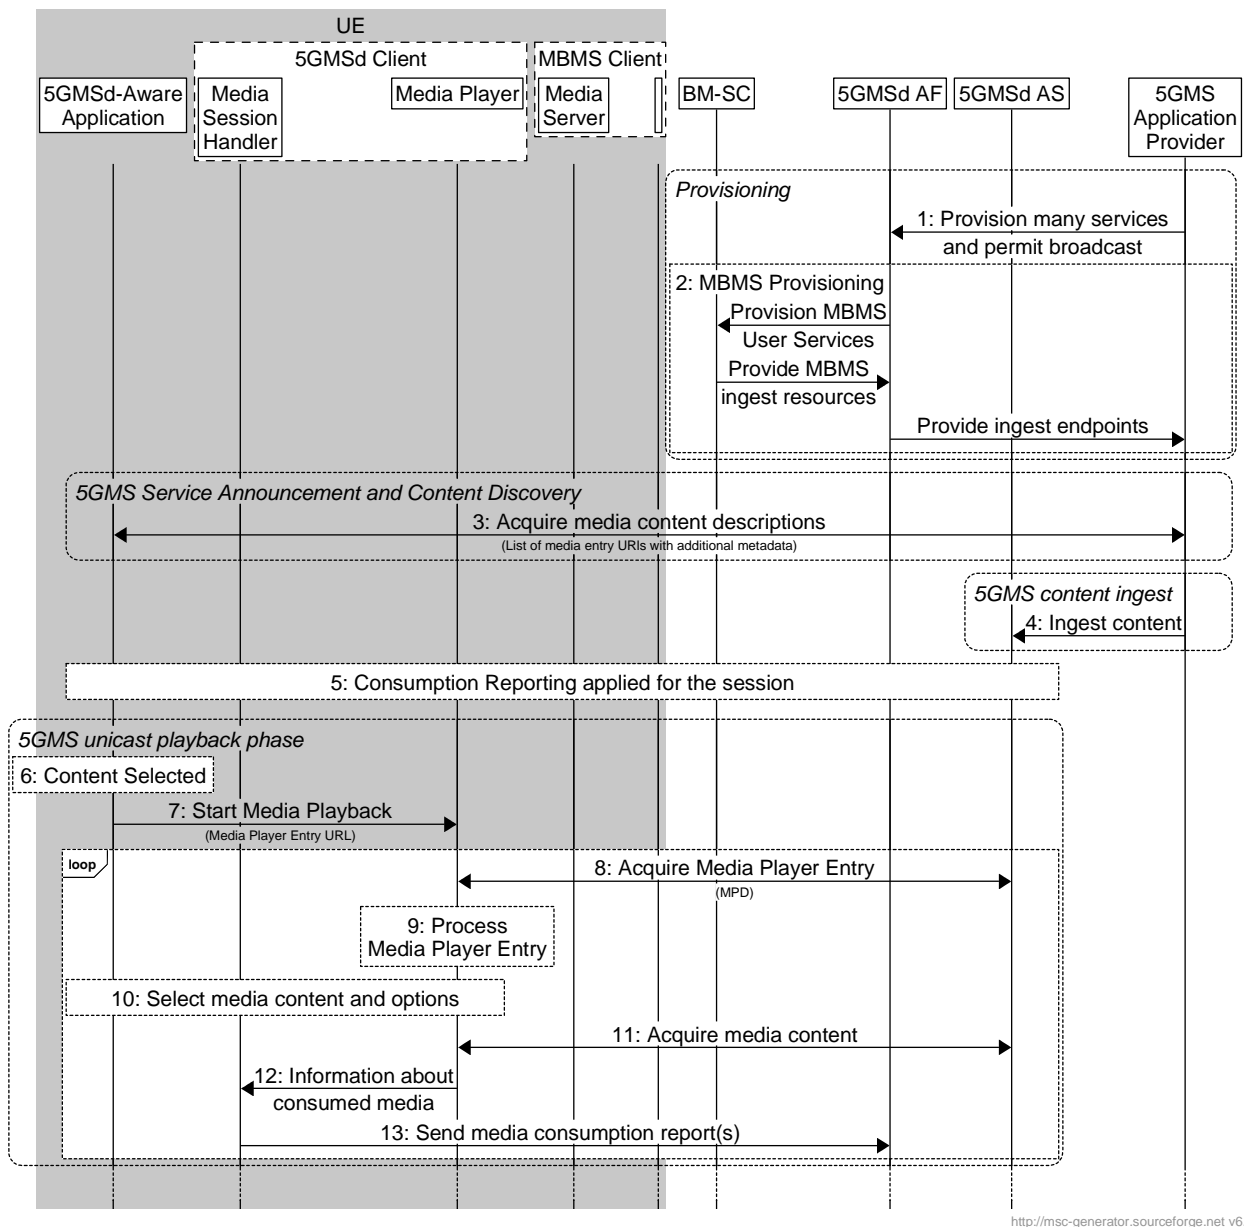 UE
5GMSd Client
MBMS Client
5GMSd-Aware
Application
Media
Session
Handler
Media Player
Media
Server
BM-SC
5GMSd AF
5GMSd AS
5GMS
Application
Provider
Provisioning
1: Provision many services
and permit broadcast
2: MBMS Provisioning
Provision MBMS
User Services
Provide MBMS
ingest resources
Provide ingest endpoints
5GMS Service Announcement and Content Discovery
3: Acquire media content descriptions
(List of media entry URIs with additional metadata)
5GMS content ingest
4: Ingest content
5: Consumption Reporting applied for the session
5GMS unicast playback phase
6: Content Selected
7: Start Media Playback
(Media Player Entry URL)
loop
8: Acquire Media Player Entry
(MPD)
9: Process
Media Player Entry
10: Select media content and options
11: Acquire media content
12: Information about
consumed media
13: Send media consumption report(s)
http://msc-generator.sourceforge.net v6